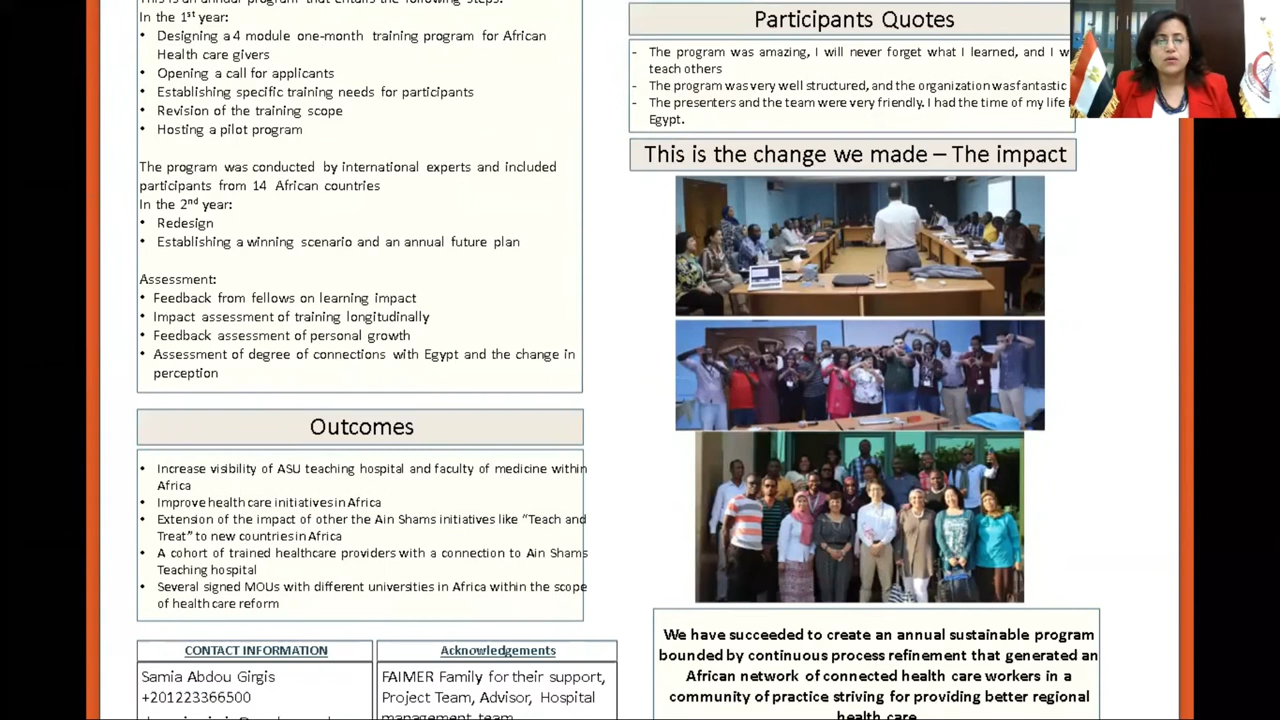 In the 1st year:
• Designing a 4 module one-month training program for African
Health care givers
• Opening a call for applicants
• Establishing specific training needs for participants
• Revision of the training scope
• Hosting a pilot program
The program was conducted by international experts and included
participants from 14 African countries
In the 2nd year:
• Redesign
• Establishing a winning scenario and an annual future plan
Assessment:
• Feedback from fellows on learning impact
• Impact assessment of training longitudinally
• Feedback assessment of personal growth
• Assessment of degree of connections with Egypt and the change in
perception
Outcomes
• Increase visibility of ASU teaching hospital and faculty of medicine within
Africa
• Improve health care initiatives in Africa
• Extension of the impact of other the Ain Shams initiatives like “Teach and
Treat” to new countries in Africa
• A cohort of trained healthcare providers with a connection to Ain Shams
Teaching hospital
• Several signed MOUs with different universities in Africa within the scope
of health care reform
CONTACT INFORMATION
Samia Abdou Girgis
+201223366500
Acknowledgements
FAIMER Family for their support,
Project Team, Advisor, Hospital
management team
Participants Quotes
- The program was amazing, I will never forget what I learned, and I w
teach others
- The program was very well structured, and the organization was fantastic
- The presenters and the team were very friendly. I had the time of my life
Egypt.
This is the change we made – The impact
We have succeeded to create an annual sustainable program
bounded by continuous process refinement that generated an
African network of connected health care workers in a
community of practice striving for providing better regional
health care